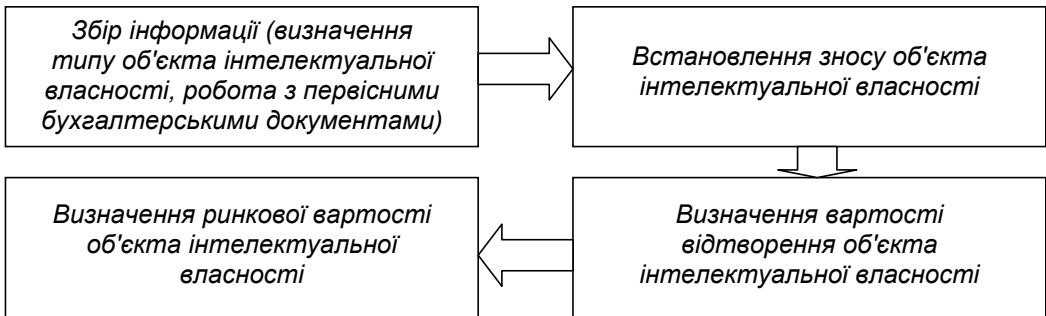 Збір інформації (визначення
типу об'єкта інтелектуальної
власності, робота з первісними
бухгалтерськими документами)
Встановлення зносу об'єкта
інтелектуальної власності
Визначення вартості
відтворення об'єкта
інтелектуальної власності
Визначення ринкової вартості
об'єкта інтелектуальної
власності